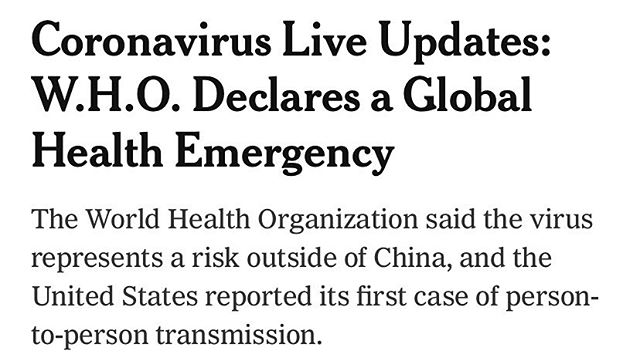 Coronavirus Live Updates:
W.H.O. Declares a Global
Health Emergency
The World Health Organization said the virus
represents a risk outside of China, and the
United States reported its first case of person-
to-person transmission.